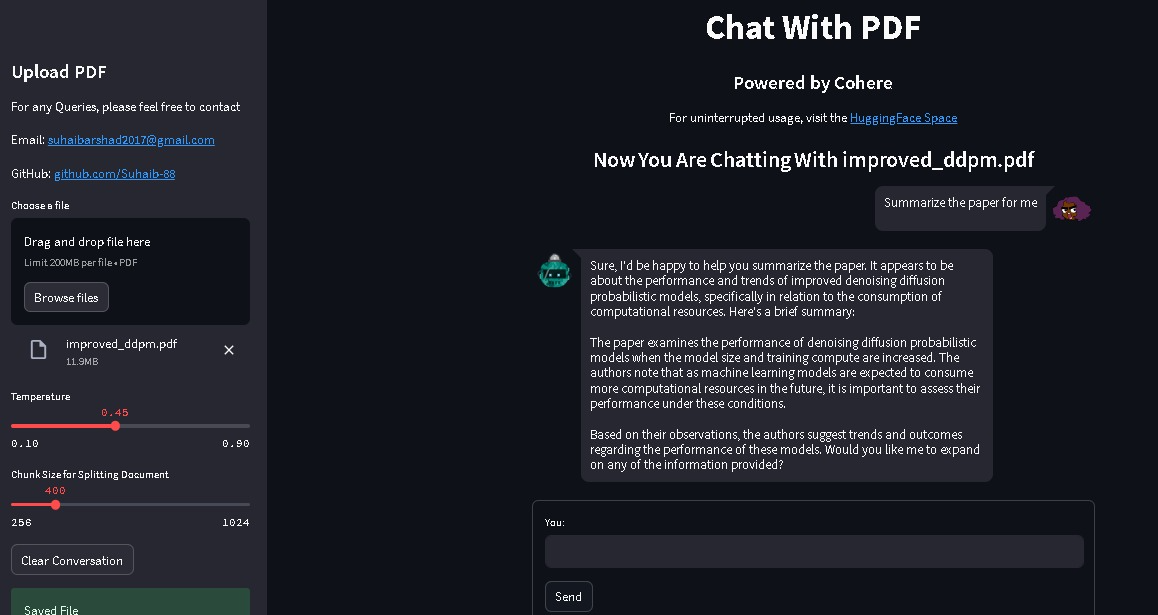 Upload PDF
For any Queries, please feel free to contact
Email: suhaibarshad2017@gmail.com
GitHub: github.com/Suhaib-88
Choose a file
Drag and drop file here
Limit 200MB per file • PDF
Browse files
improved_ddpm.pdf
11.9MB
Temperature
0.45
0.10 0.90
Chunk Size for Splitting Document
400
256 1024
Clear Conversation
Saved File
Chat With PDF
Powered by Cohere
For uninterrupted usage, visit the HuggingFace Space
Now You Are Chatting With improved_ddpm.pdf
Summarize the paper for me
Sure, I'd be happy to help you summarize the paper. It appears to be
about the performance and trends of improved denoising diffusion
probabilistic models, specifically in relation to the consumption of
computational resources. Here's a brief summary:
The paper examines the performance of denoising diffusion probabilistic
models when the model size and training compute are increased. The
authors note that as machine learning models are expected to consume
more computational resources in the future, it is important to assess their
performance under these conditions.
Based on their observations, the authors suggest trends and outcomes
regarding the performance of these models. Would you like me to expand
on any of the information provided?
You:
Send